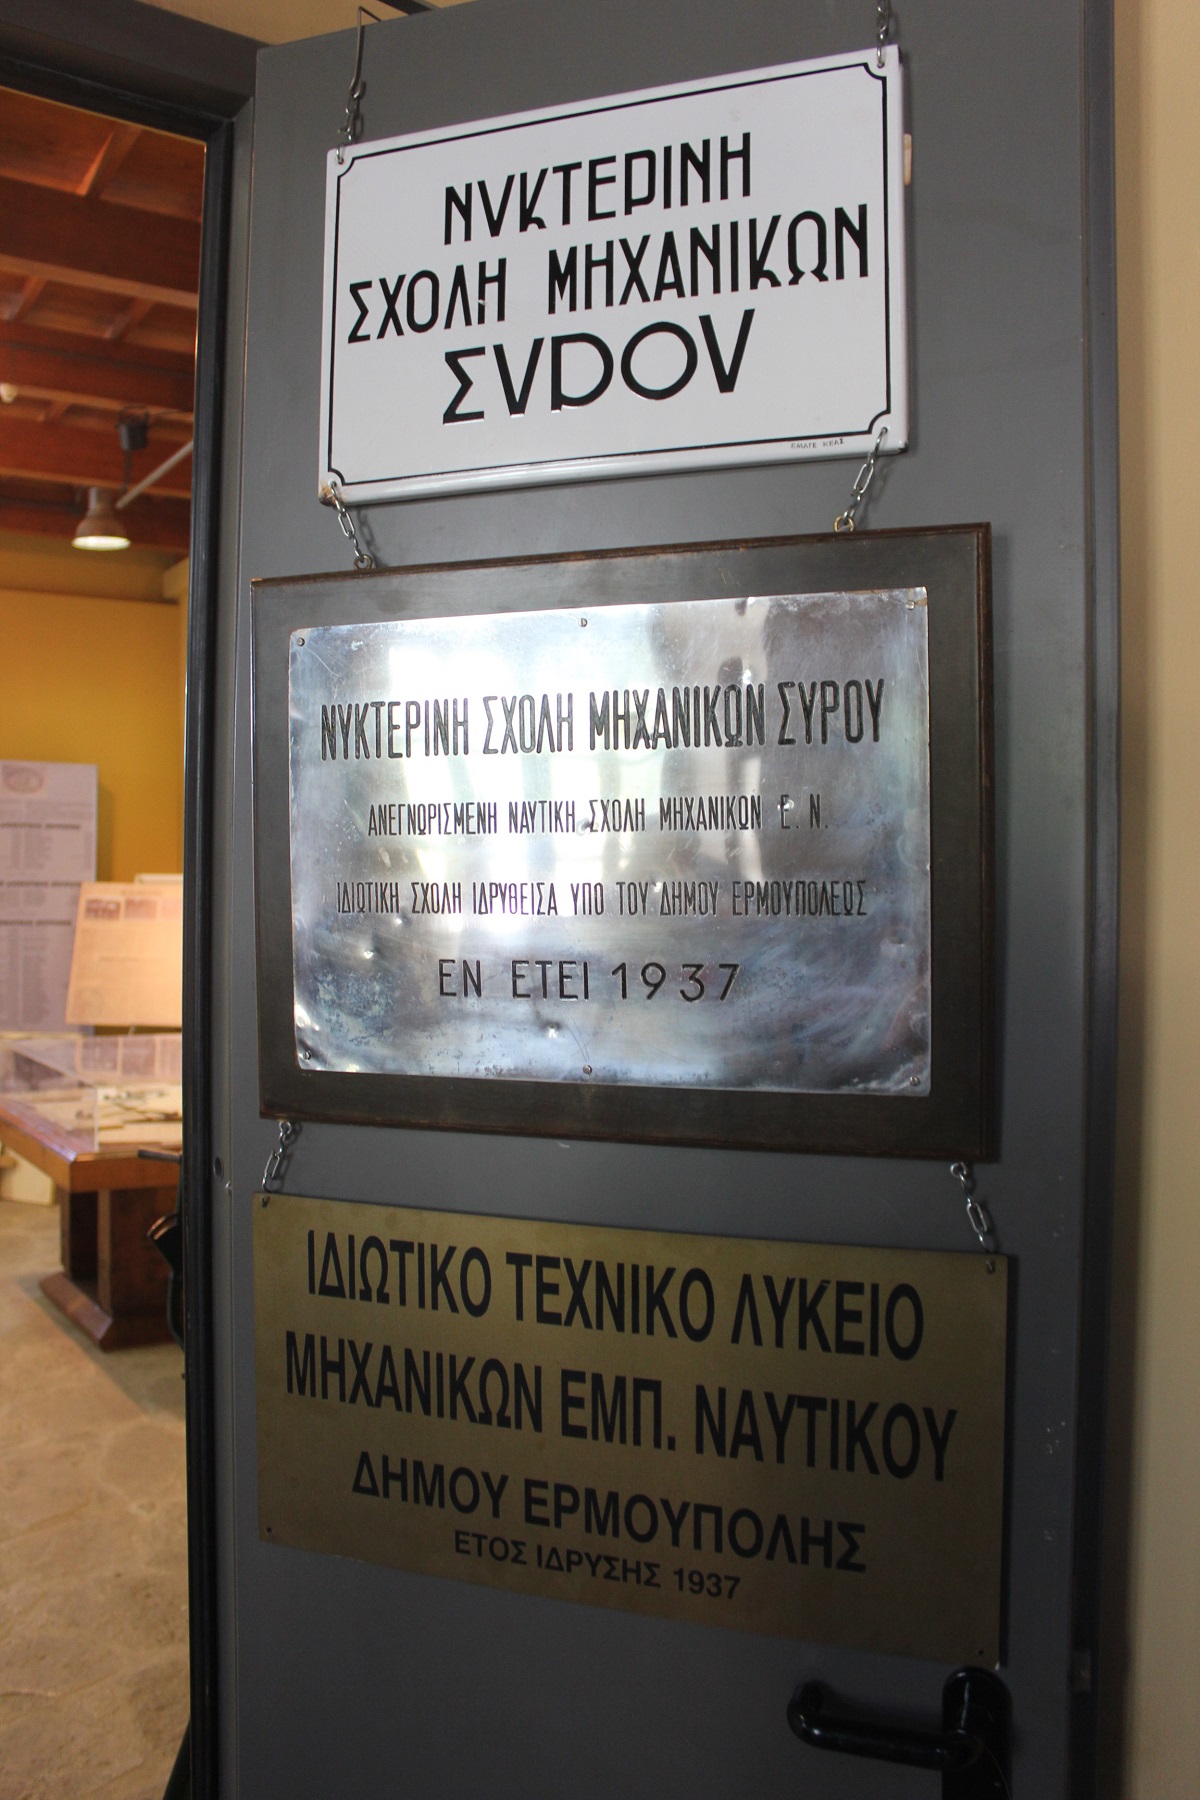 ΝΥΚΤΕΡΙΝΗ
ΣΧΟΛΗ ΜΗΧΑΝΙΚΩΝ
ΣΥΡΟΥ
ΝΥΚΤΕΡΙΝΗ ΣΧΟΛΗ ΜΗΧΑΝΙΚΩΝ ΣΥΡΟΥ
ΑΝΕΓΝΩΡΙΣΜΕΝΗ ΝΑΥΤΙΚΗ ΣΧΟΛΗ ΜΗΧΑΝΙΚΩΝ Ε. Ν.
ΙΔΙΩΤΙΚΗ ΣΧΟΛΗ ΙΔΡΥΘΕΙΣΑ ΥΠΟ ΤΟΥ ΔΗΜΟΥ ΕΡΜΟΥΠΟΛΕΩΣ
ΕΝ ΕΤΕΙ 1937
ΙΔΙΩΤΙΚΟ ΤΕΧΝΙΚΟ ΛΥΚΕΙΟ
ΜΗΧΑΝΙΚΩΝ ΕΜΠ. ΝΑΥΤΙΚΟΥ
ΔΗΜΟΥ ΕΡΜΟΥΠΟΛΗΣ
ΕΤΟΣ ΙΔΡΥΣΗΣ 1937